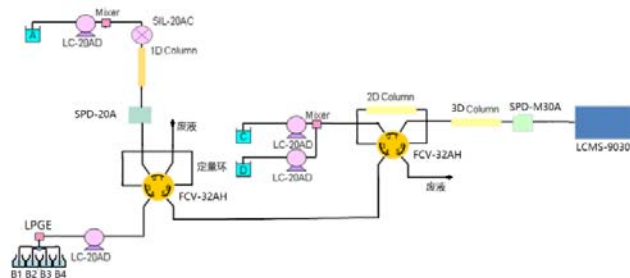 Mixer
SIL-20AC
A
LC-20AD
1D Column
SPD-20A
废液
定量环
FCV-32AH
LPGE
LC-20AD
B1 B2 B3 B4
Mixer
C
LC-20AD
D
LC-20AD
2D Column
FCV-32AH
废液
3D Column
SPD-M30A
LCMS-9030